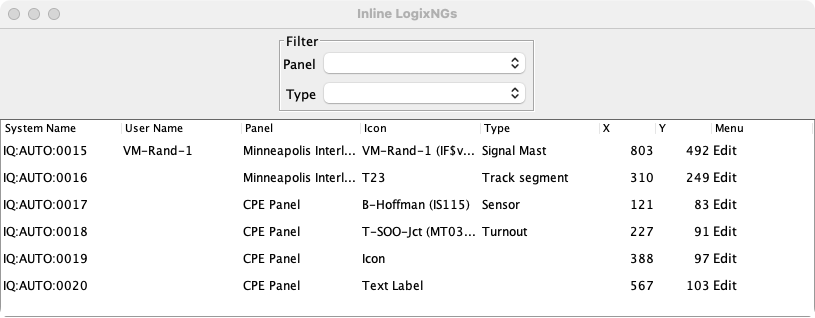 Inline LogixNGs
Filter
Panel
Type
System Name User Name Panel Icon Type X Y Menu
IQ:AUTO:0015 VM-Rand-1 Minneapolis Interl... VM-Rand-1 (IF$v... Signal Mast 803 492 Edit
IQ:AUTO:0016 Minneapolis Interl... T23 Track segment 310 249 Edit
IQ:AUTO:0017 CPE Panel B-Hoffman (IS115) Sensor 121 83 Edit
IQ:AUTO:0018 CPE Panel T-SOO-Jct (MT03... Turnout 227 91 Edit
IQ:AUTO:0019 CPE Panel Icon 388 97 Edit
IQ:AUTO:0020 CPE Panel Text Label 567 103 Edit